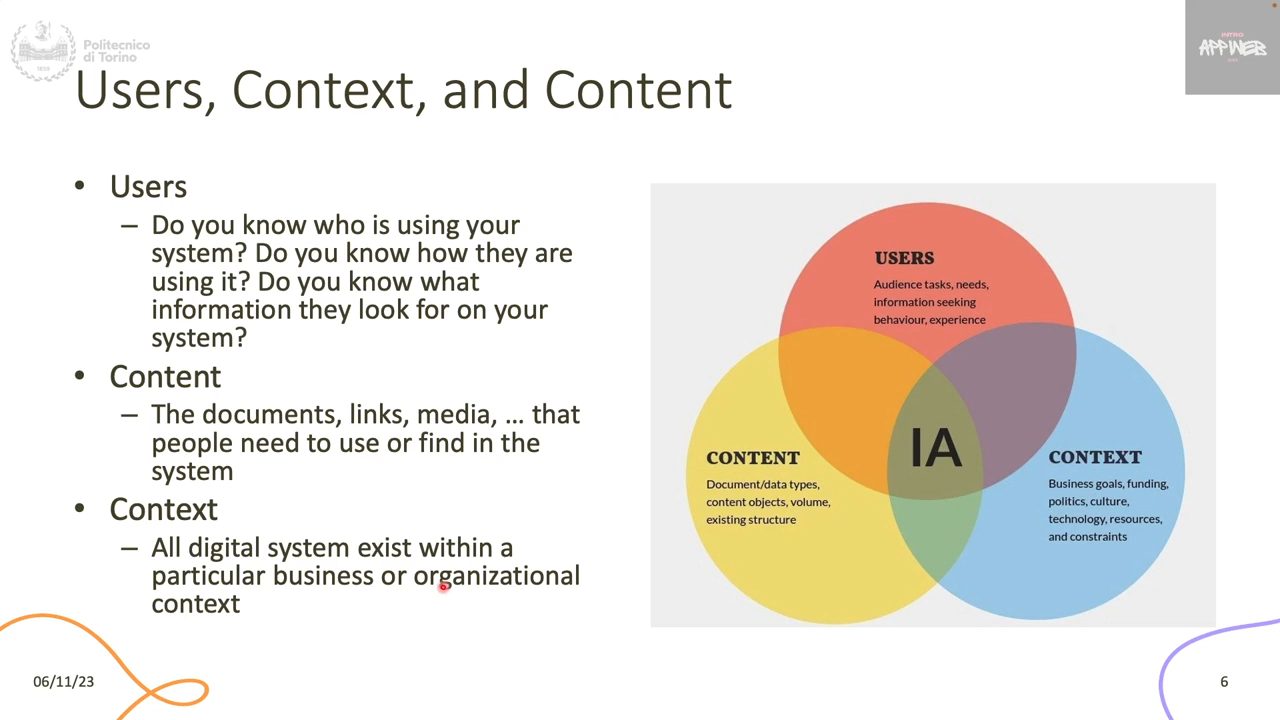 Politecnico
di Torino
1859
INTRO
APPWEB
Users, Context, and Content
• Users
– Do you know who is using your
system? Do you know how they are
using it? Do you know what
information they look for on your
system?
• Content
– The documents, links, media, … that
people need to use or find in the
system
• Context
– All digital system exist within a
particular business or organizational
context
USERS
Audience tasks, needs,
information seeking
behaviour, experience
IA
CONTENT
Document/data types,
content objects, volume,
existing structure
CONTEXT
Business goals, funding,
politics, culture,
technology, resources,
and constraints
06/11/23
6